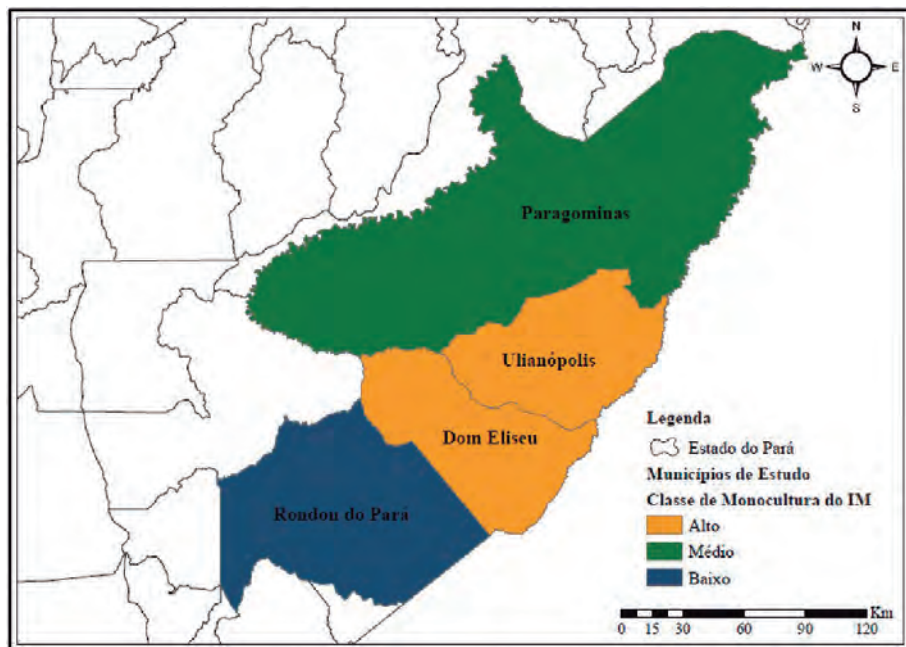 N
W E
S
Paragominas
Ulianópolis
Dom Eliseu
Rondon do Pará
Legenda
Estado do Pará
Municípios de Estudo
Classe de Monocultura do IM
Alto
Médio
Baixo
Km
0 15 30 60 90 120